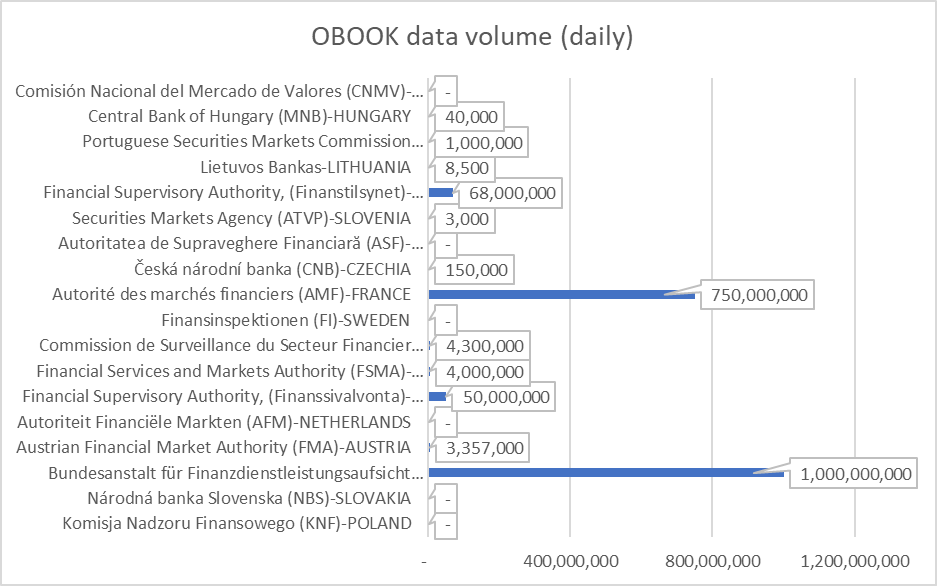 OBOOK data volume (daily)
Comisión Nacional del Mercado de Valores (CNMV)-... -
Central Bank of Hungary (MNB)-HUNGARY 40,000
Portuguese Securities Markets Commission... 1,000,000
Lietuvos Bankas-LITHUANIA 8,500
Financial Supervisory Authority, (Finanstilsynet)-... 68,000,000
Securities Markets Agency (ATVP)-SLOVENIA 3,000
Autoritatea de Supraveghere Financiară (ASF)-... -
Česká národní banka (CNB)-CZECHIA 150,000
Autorité des marchés financiers (AMF)-FRANCE 750,000,000
Finansinspektionen (FI)-SWEDEN -
Commission de Surveillance du Secteur Financier... 4,300,000
Financial Services and Markets Authority (FSMA)-... 4,000,000
Financial Supervisory Authority, (Finanssivalvonta)-... 50,000,000
Autoriteit Financiële Markten (AFM)-NETHERLANDS -
Austrian Financial Market Authority (FMA)-AUSTRIA 3,357,000
Bundesanstalt für Finanzdienstleistungsaufsicht... 1,000,000,000
Národná banka Slovenska (NBS)-SLOVAKIA -
Komisja Nadzoru Finansowego (KNF)-POLAND -
- 400,000,000 800,000,000 1,200,000,000